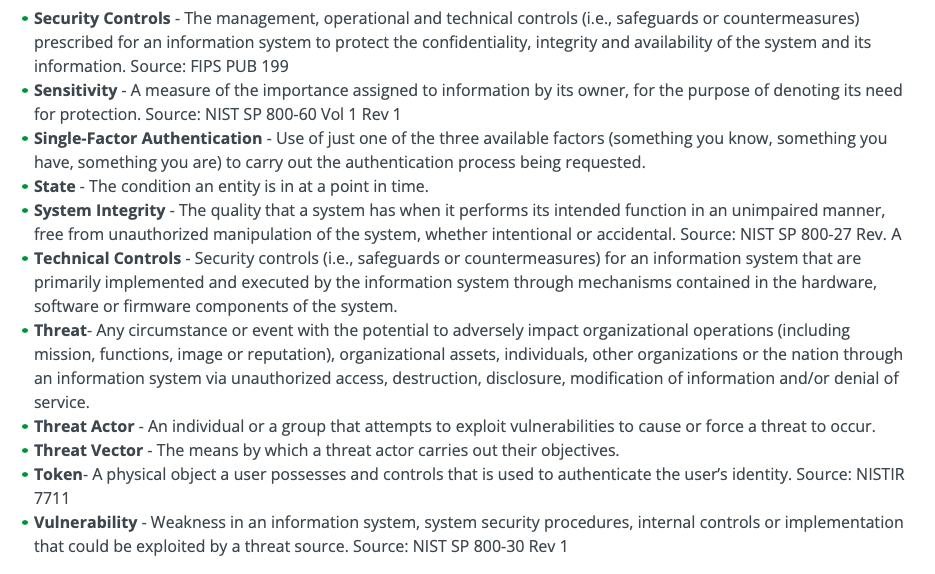 • Security Controls - The management, operational and technical controls (i.e., safeguards or countermeasures)
prescribed for an information system to protect the confidentiality, integrity and availability of the system and its
information. Source: FIPS PUB 199
• Sensitivity - A measure of the importance assigned to information by its owner, for the purpose of denoting its need
for protection. Source: NIST SP 800-60 Vol 1 Rev 1
• Single-Factor Authentication - Use of just one of the three available factors (something you know, something you
have, something you are) to carry out the authentication process being requested.
• State - The condition an entity is in at a point in time.
• System Integrity - The quality that a system has when it performs its intended function in an unimpaired manner,
free from unauthorized manipulation of the system, whether intentional or accidental. Source: NIST SP 800-27 Rev. A
• Technical Controls - Security controls (i.e., safeguards or countermeasures) for an information system that are
primarily implemented and executed by the information system through mechanisms contained in the hardware,
software or firmware components of the system.
• Threat- Any circumstance or event with the potential to adversely impact organizational operations (including
mission, functions, image or reputation), organizational assets, individuals, other organizations or the nation through
an information system via unauthorized access, destruction, disclosure, modification of information and/or denial of
service.
• Threat Actor - An individual or a group that attempts to exploit vulnerabilities to cause or force a threat to occur.
• Threat Vector - The means by which a threat actor carries out their objectives.
• Token- A physical object a user possesses and controls that is used to authenticate the user’s identity. Source: NISTIR
7711
• Vulnerability - Weakness in an information system, system security procedures, internal controls or implementation
that could be exploited by a threat source. Source: NIST SP 800-30 Rev 1